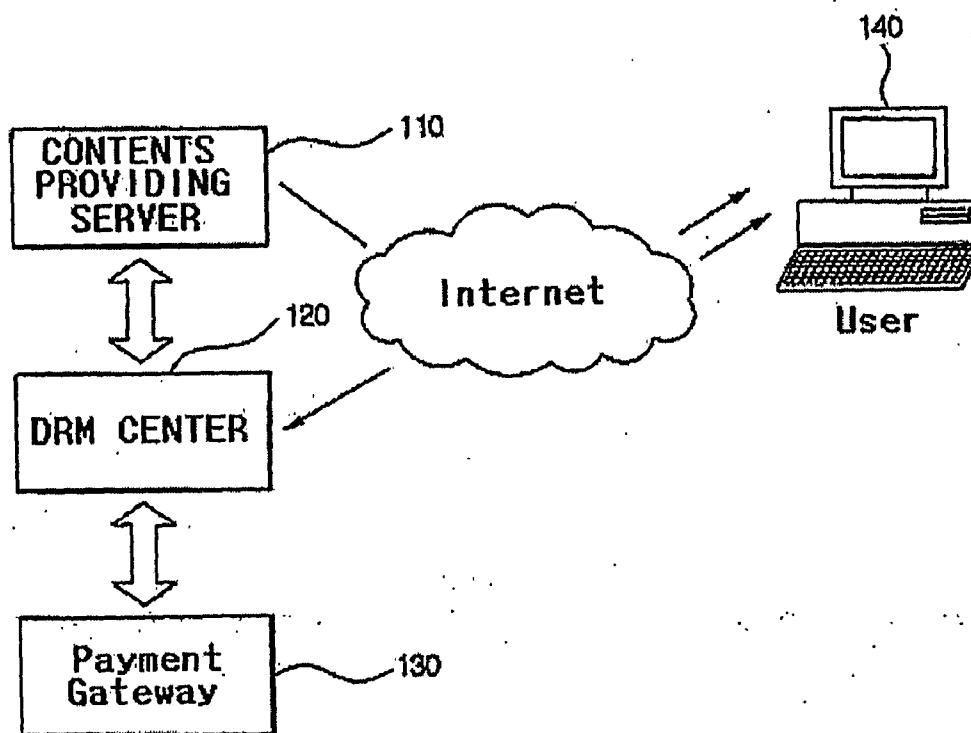 140
110
CONTENTS
PROVIDING
SERVER
Internet
User
120
DRM CENTER
Payment
Gateway
130